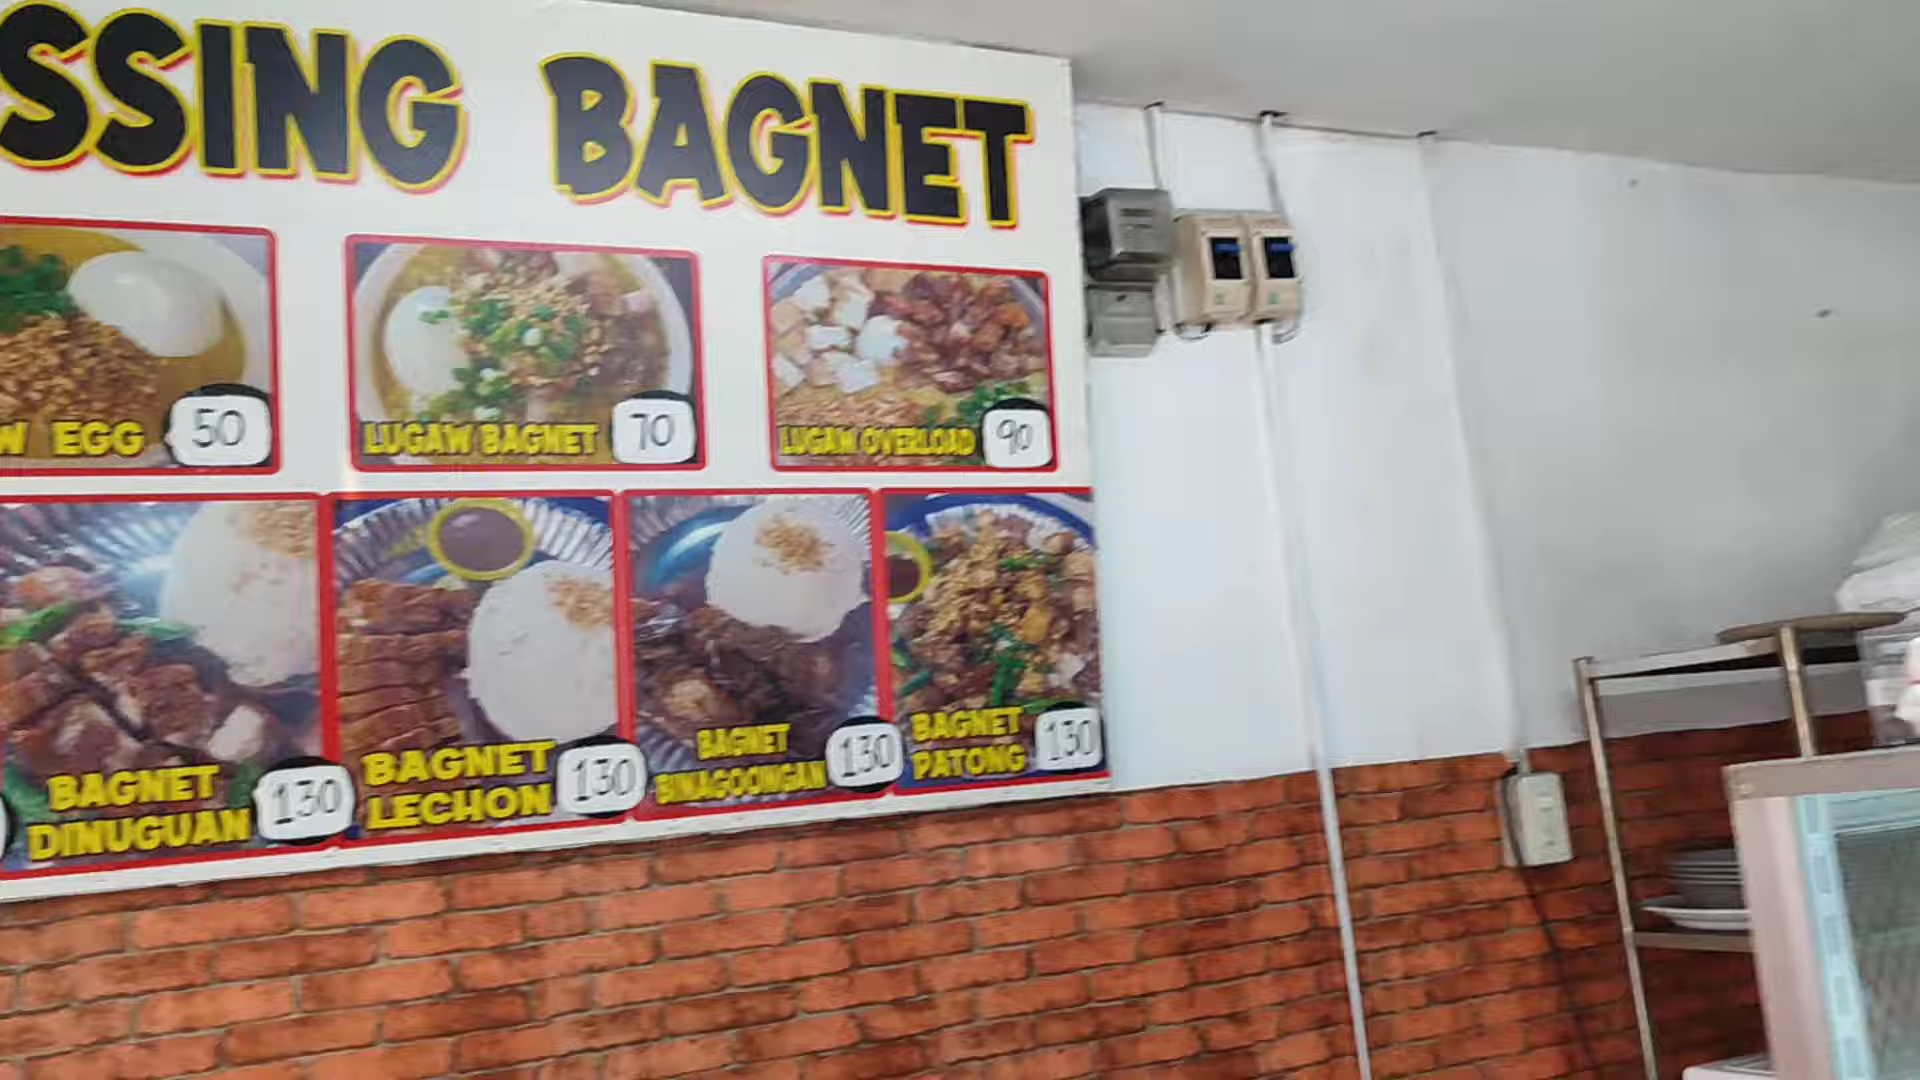 SSING BAGNET
W EGG 50
LUGAW BAGNET 70
LUGAW OVERLOAD 90
BAGNET
DINUGUAN 130
BAGNET
LECHON 130
BAGNET
BINAGOONGAN 130
BAGNET
PATONG 130